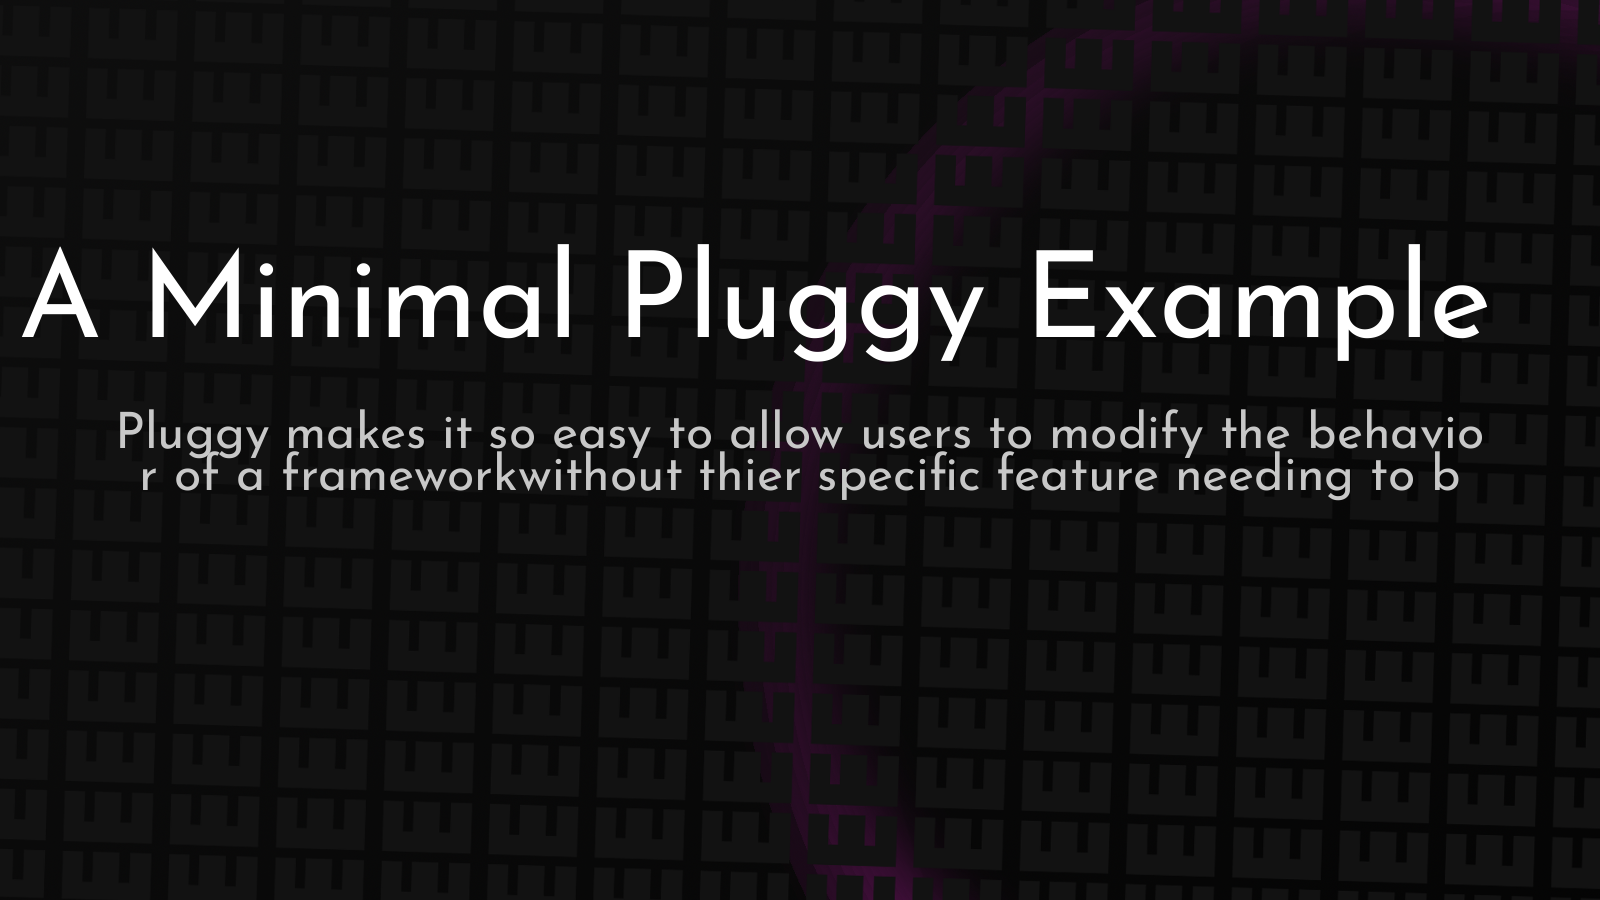 A Minimal Pluggy Example
Pluggy makes it so easy to allow users to modify the behavio
r of a frameworkwithout thier specific feature needing to b